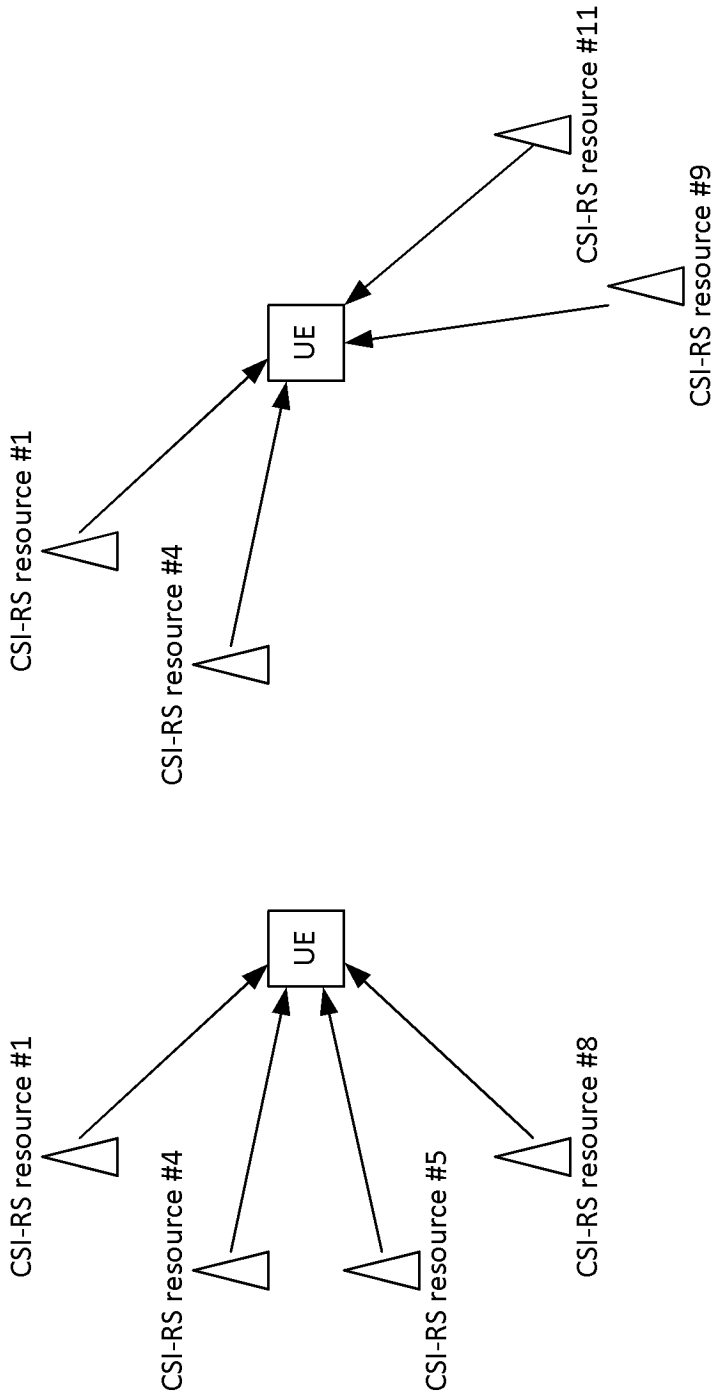 CSI-RS resource #1
CSI-RS resource #4
UE
CSI-RS resource #5
CSI-RS resource #8
CSI-RS resource #1
CSI-RS resource #4
UE
CSI-RS resource #11
CSI-RS resource #9